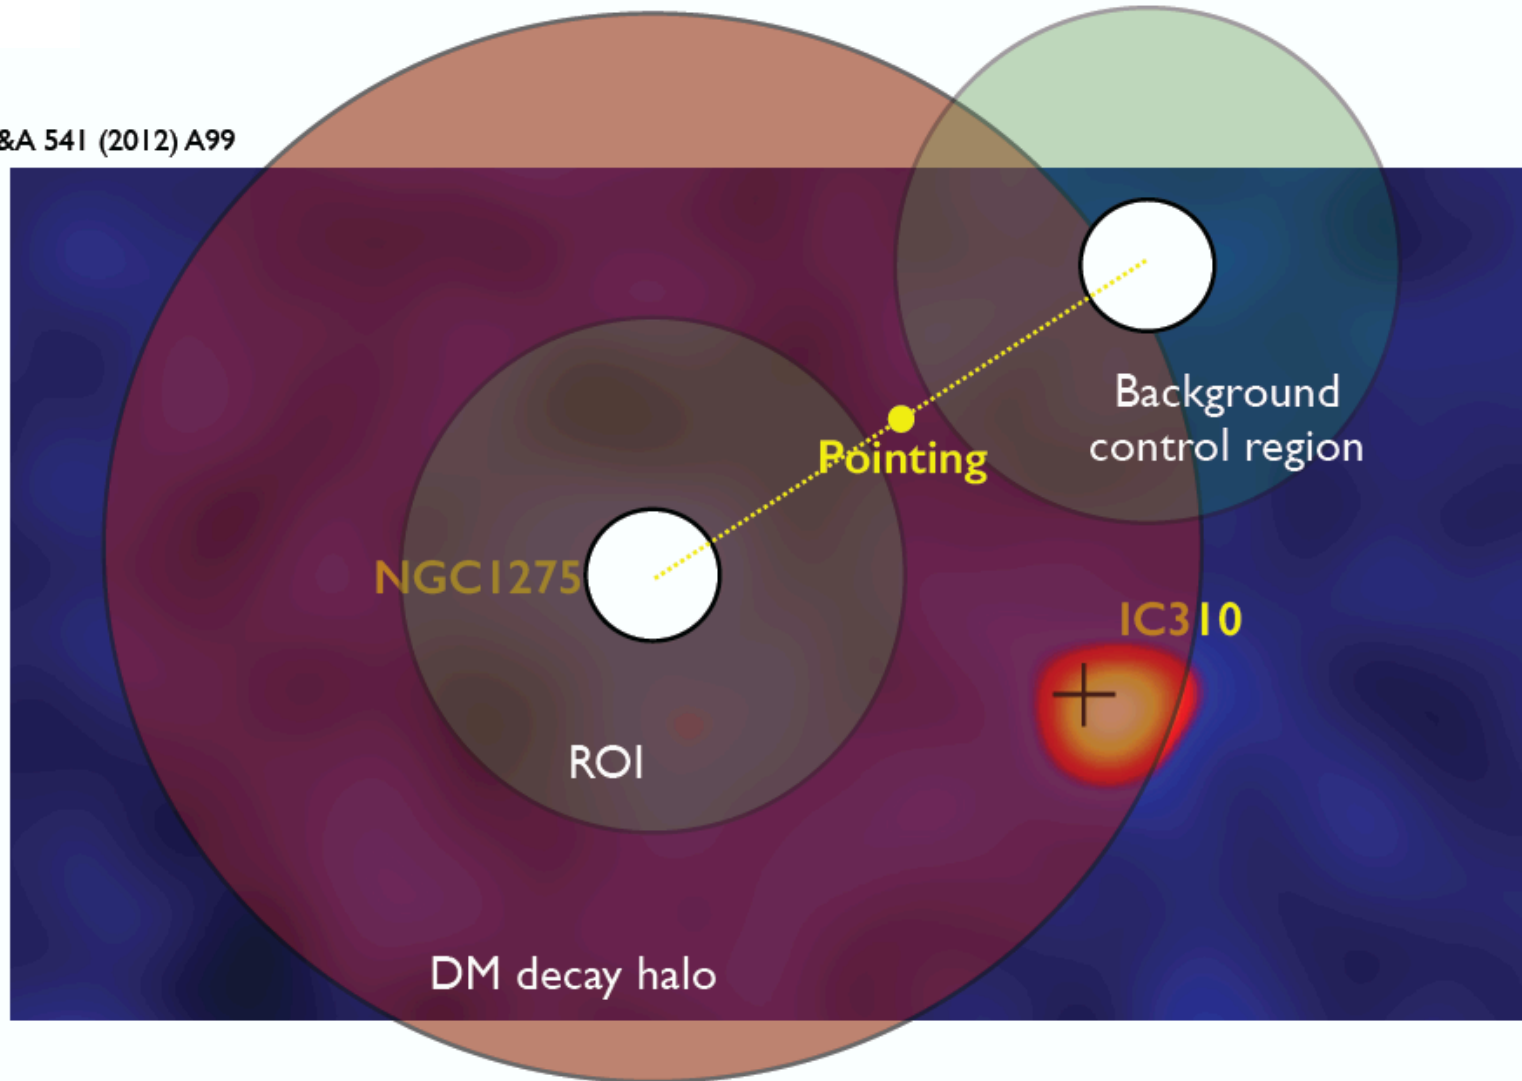 &A 541 (2012) A99
Background
control region
Pointing
NGC1275
IC310
ROI
DM decay halo